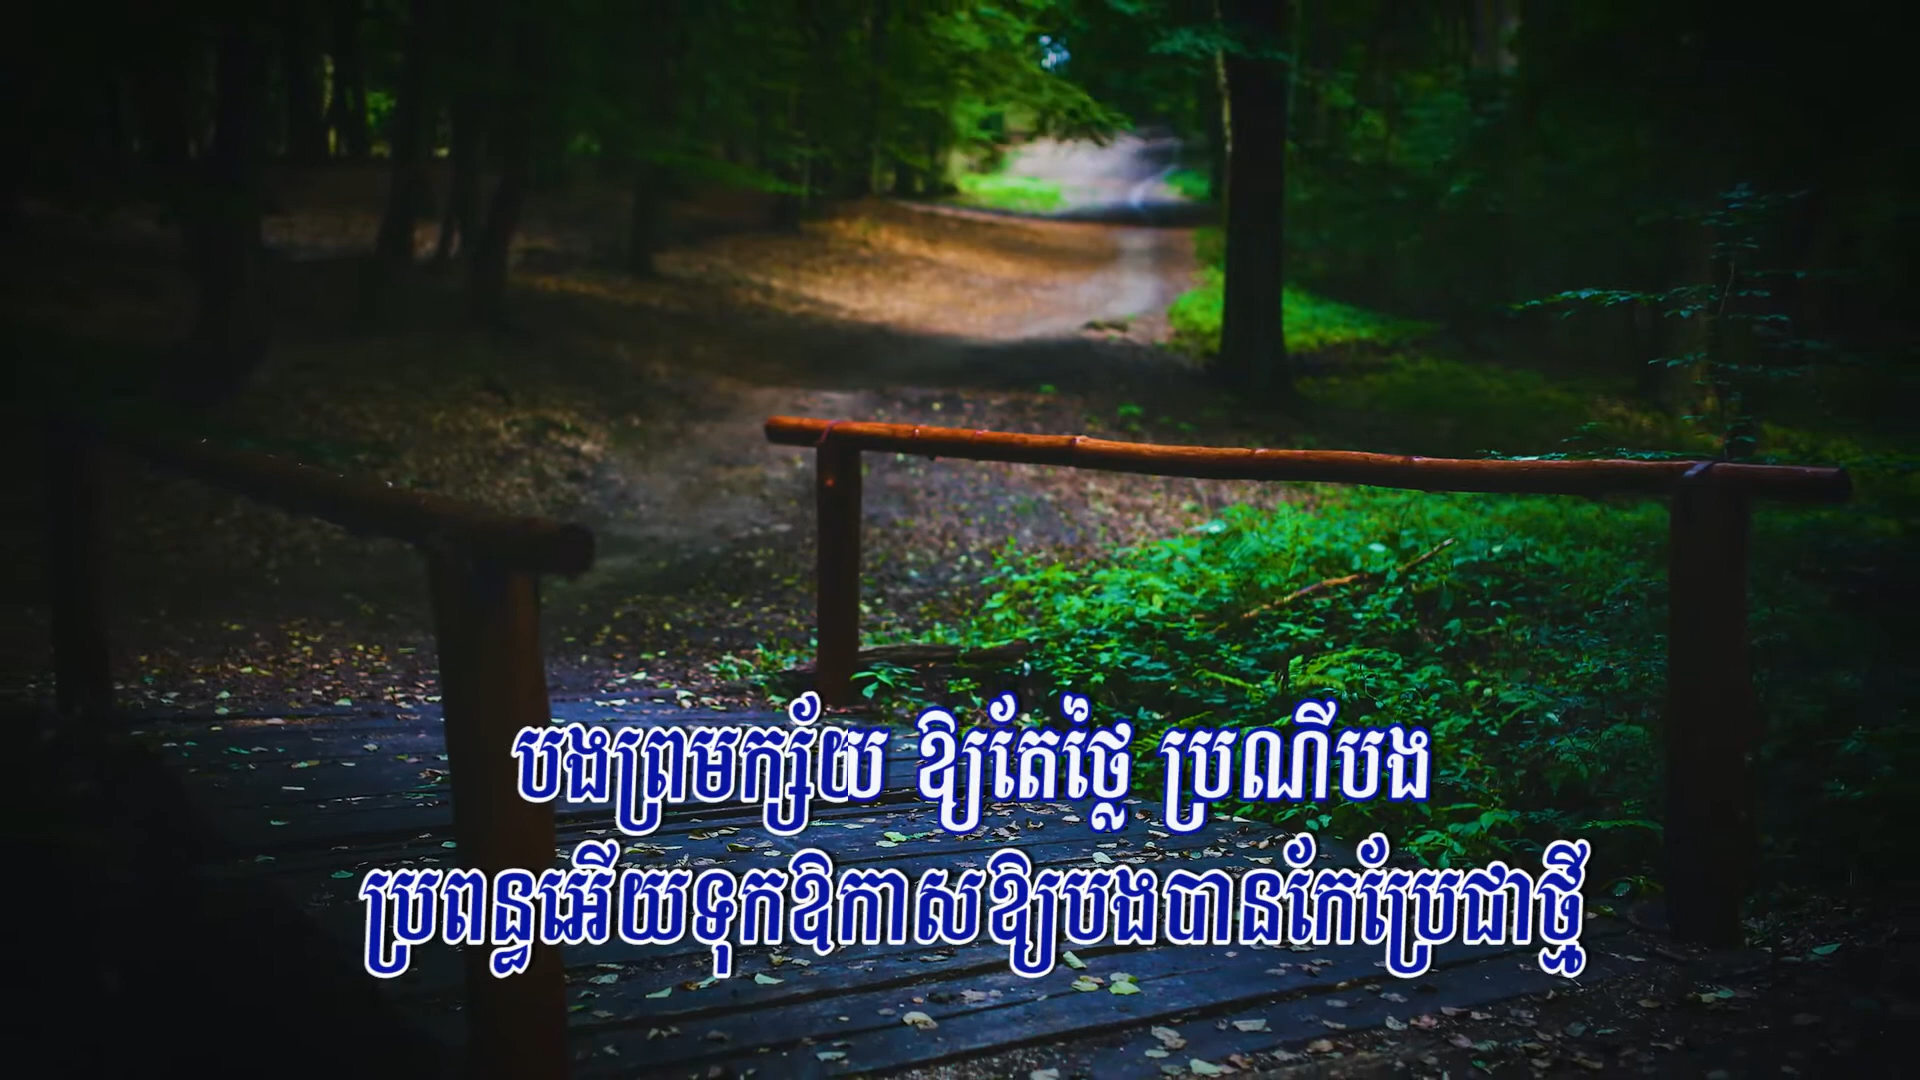 បងព្រមក្ស័យ ឱ្យតែថ្លៃ ប្រណីបង
ប្រពន្ធអើយទុកឱកាសឱ្យបងបានកែប្រែជាថ្មី